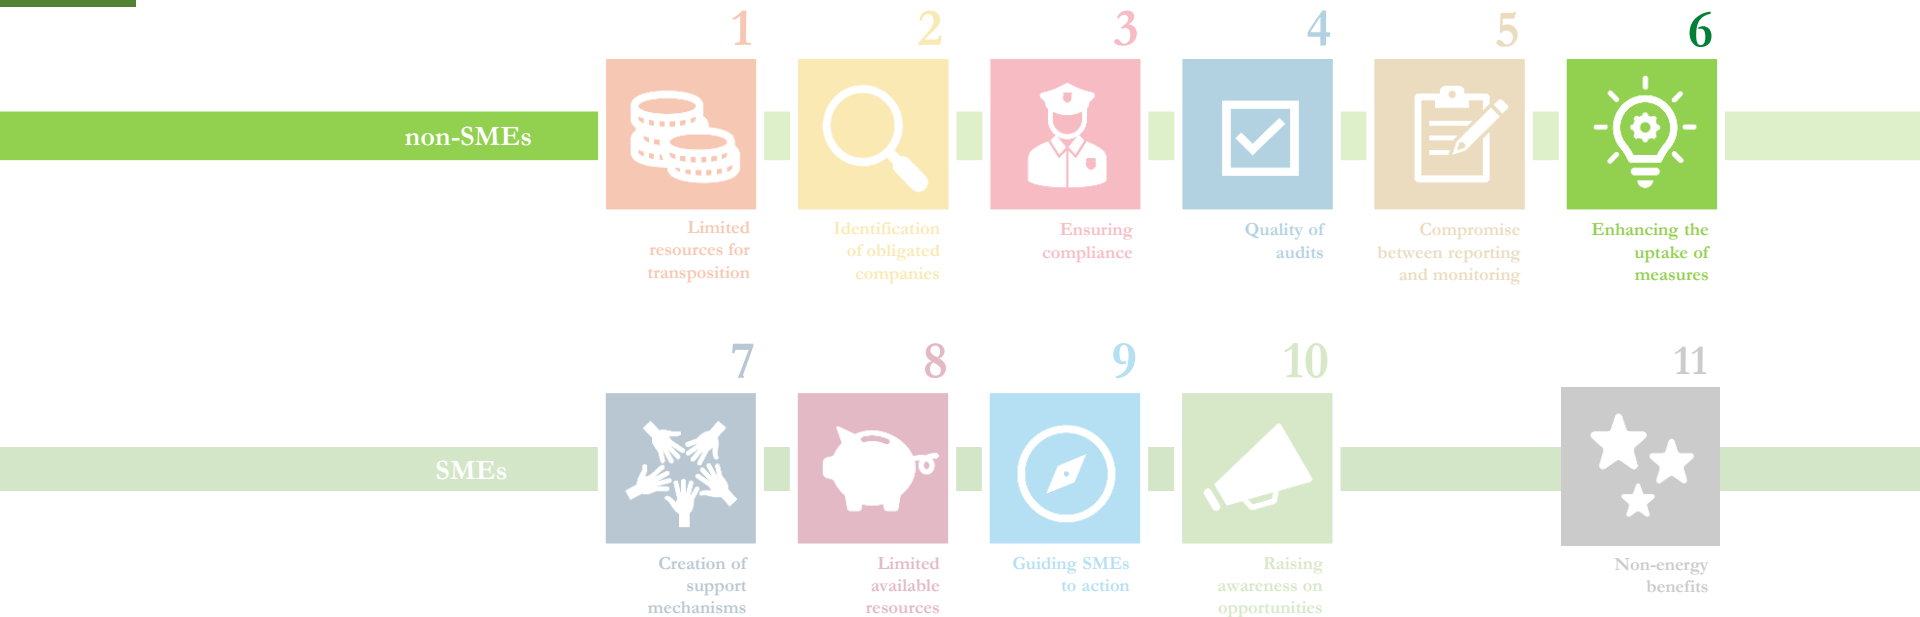 1
2
3
4
5
6
non-SMEs
Limited
resources for
transposition
Identification
of obligated
companies
Ensuring
compliance
Quality of
audits
Compromise
between reporting
and monitoring
Enhancing the
uptake of
measures
7
8
9
10
11
SMEs
Creation of
support
mechanisms
Limited
available
resources
Guiding SMEs
to action
Raising
awareness on
opportunities
Non-energy
benefits